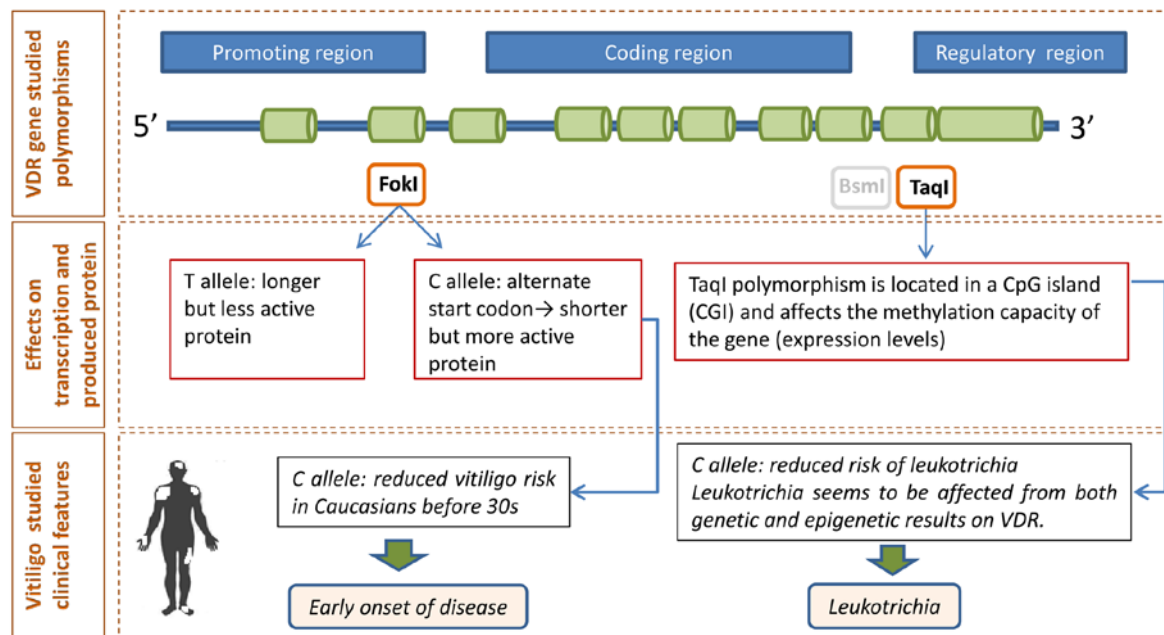 VDR gene studied
polymorphisms
Promoting region
Coding region
Regulatory region
5’
3’
FokI
BsmI
TaqI
Effects on
transcription and
produced protein
T allele: longer
but less active
protein
C allele: alternate
start codon→ shorter
but more active
protein
TaqI polymorphism is located in a CpG island
(CGI) and affects the methylation capacity of
the gene (expression levels)
Vitiligo studied
clinical features
C allele: reduced vitiligo risk
in Caucasians before 30s
C allele: reduced risk of leukotrichia
Leukotrichia seems to be affected from both
genetic and epigenetic results on VDR.
Early onset of disease
Leukotrichia